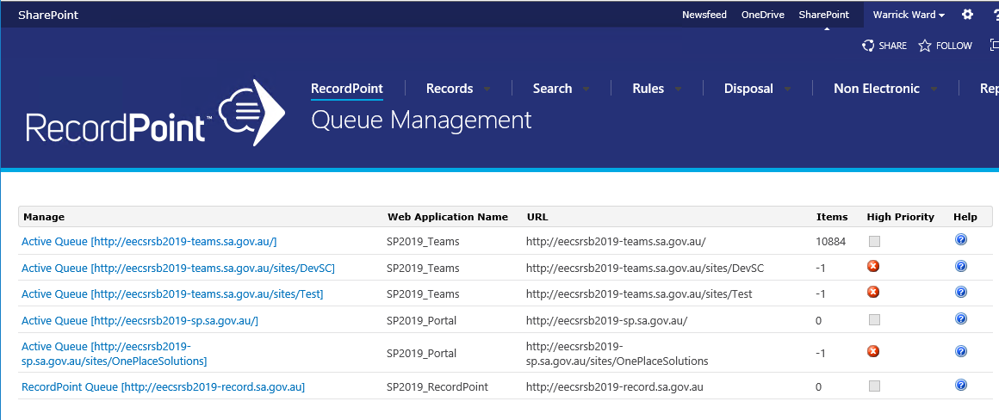 SharePoint
Newsfeed OneDrive SharePoint Warrick Ward ?
SHARE FOLLOW
RecordPoint Records Search Rules Disposal Non Electronic Rep
RecordPoint™
Queue Management
Manage Web Application Name URL Items High Priority Help
Active Queue [http://eecsrsb2019-teams.sa.gov.au/] SP2019_Teams http://eecsrsb2019-teams.sa.gov.au/ 10884
Active Queue [http://eecsrsb2019-teams.sa.gov.au/sites/DevSC] SP2019_Teams http://eecsrsb2019-teams.sa.gov.au/sites/DevSC -1
Active Queue [http://eecsrsb2019-teams.sa.gov.au/sites/Test] SP2019_Teams http://eecsrsb2019-teams.sa.gov.au/sites/Test -1
Active Queue [http://eecsrsb2019-sp.sa.gov.au/] SP2019_Portal http://eecsrsb2019-sp.sa.gov.au/ 0
Active Queue [http://eecsrsb2019- http://eecsrsb2019-
sp.sa.gov.au/sites/OnePlaceSolutions] SP2019_Portal sp.sa.gov.au/sites/OnePlaceSolutions -1
RecordPoint Queue [http://eecsrsb2019-record.sa.gov.au] SP2019_RecordPoint http://eecsrsb2019-record.sa.gov.au 0